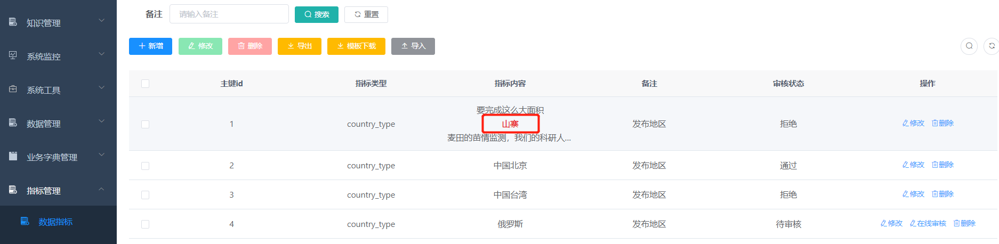 知识管理
系统监控
系统工具
数据管理
业务字典管理
指标管理
数据指标
备注 请输入备注 搜索 重置
新增 修改 删除 导出 模板下载 导入
主键id 指标类型 指标内容 备注 审核状态 操作
要完成这么大面积
1 country_type 山寨 发布地区 拒绝 修改 删除
麦田的苗情监测，我们的科研人...
2 country_type 中国北京 发布地区 通过 修改 删除
3 country_type 中国台湾 发布地区 拒绝 修改 删除
4 country_type 俄罗斯 发布地区 待审核 修改 在线审核 删除